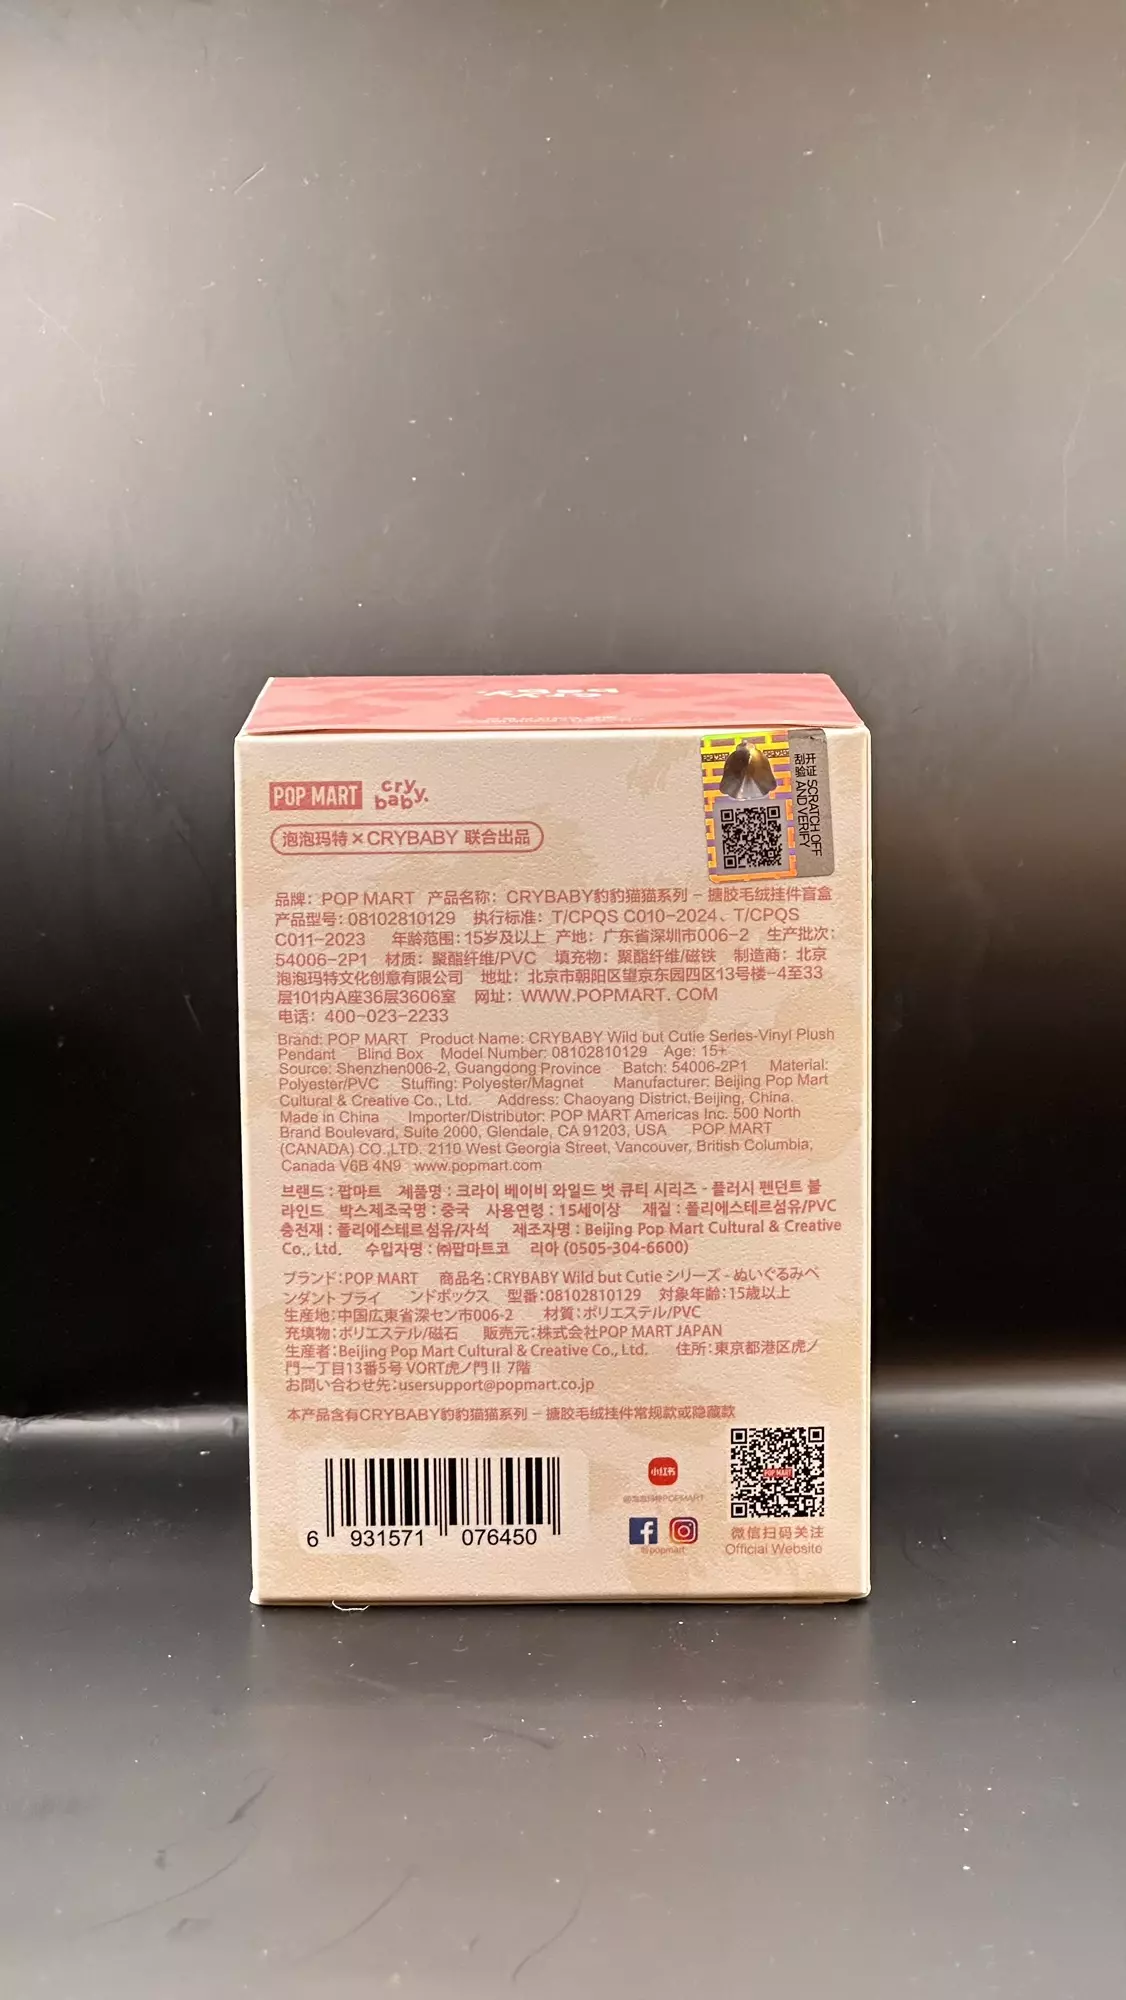 POP MART cry baby.
泡泡玛特×CRYBABY 联合出品
开 刮 证 验 SCRATCH OFF AND VERIFY
品牌：POP MART 产品名称：CRYBABY豹豹猫猫系列－搪胶毛绒挂件盲盒
产品型号：08102810129 执行标准：T/CPQS C010-2024、T/CPQS
C011-2023 年龄范围：15岁及以上 产地：广东省深圳市006-2 生产批次：
54006-2P1 材质：聚酯纤维/PVC 填充物：聚酯纤维/磁铁 制造商：北京
泡泡玛特文化创意有限公司 地址：北京市朝阳区望京东园四区13号楼-4至33
层101内A座36层3606室 网址：WWW.POPMART.COM
电话：400-023-2233
Brand: POP MART Product Name: CRYBABY Wild but Cutie Series-Vinyl Plush
Pendant Blind Box Model Number: 08102810129 Age: 15+
Source: Shenzhen006-2, Guangdong Province Batch: 54006-2P1 Material:
Polyester/PVC Stuffing: Polyester/Magnet Manufacturer: Beijing Pop Mart
Cultural & Creative Co., Ltd. Address: Chaoyang District, Beijing, China.
Made in China Importer/Distributor: POP MART Americas Inc. 500 North
Brand Boulevard, Suite 2000, Glendale, CA 91203, USA POP MART
(CANADA) CO.,LTD. 2110 West Georgia Street, Vancouver, British Columbia,
Canada V6B 4N9 www.popmart.com
브랜드 : 팝마트 제품명 : 크라이 베이비 와일드 벗 큐티 시리즈 - 플러시 펜던트 블
라인드 박스제조국명 : 중국 사용연령 : 15세이상 재질 : 폴리에스테르섬유/PVC
충전재 : 폴리에스테르섬유/자석 제조자명 : Beijing Pop Mart Cultural & Creative
Co., Ltd. 수입자명 : ㈜팝마트코 리아 (0505-304-6600)
ブランド：POP MART 商品名：CRYBABY Wild but Cutie シリーズ - ぬいぐるみペ
ンダント ブライ ンドボックス 型番：08102810129 対象年齢：15歳以上
生産地：中国広東省深セン市006-2 材質：ポリエステル/PVC
充填物：ポリエステル/磁石 販売元：株式会社POP MART JAPAN
生産者：Beijing Pop Mart Cultural & Creative Co., Ltd. 住所：東京都港区虎ノ
門一丁目13番5号 VORT虎ノ門 II 7階
お問い合わせ先：usersupport@popmart.co.jp
本产品含有CRYBABY豹豹猫猫系列－搪胶毛绒挂件常规款或隐藏款
6 931571 076450
小红书
@泡泡玛特POPMART
@popmart
POP MART
微信扫码关注
Official Website